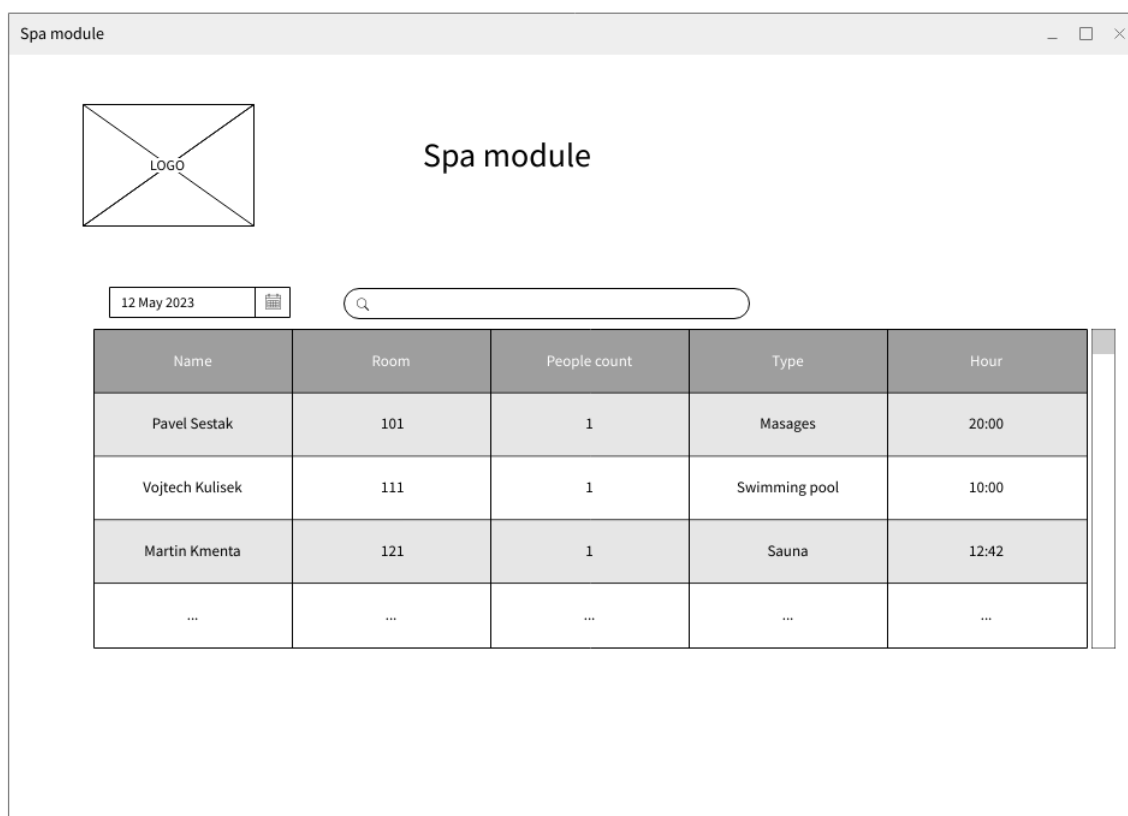 Spa module
LOGO
Spa module
12 May 2023
Name Room People count Type Hour
Pavel Sestak 101 1 Masages 20:00
Vojtech Kulisek 111 1 Swimming pool 10:00
Martin Kmenta 121 1 Sauna 12:42
... ... ... ... ...